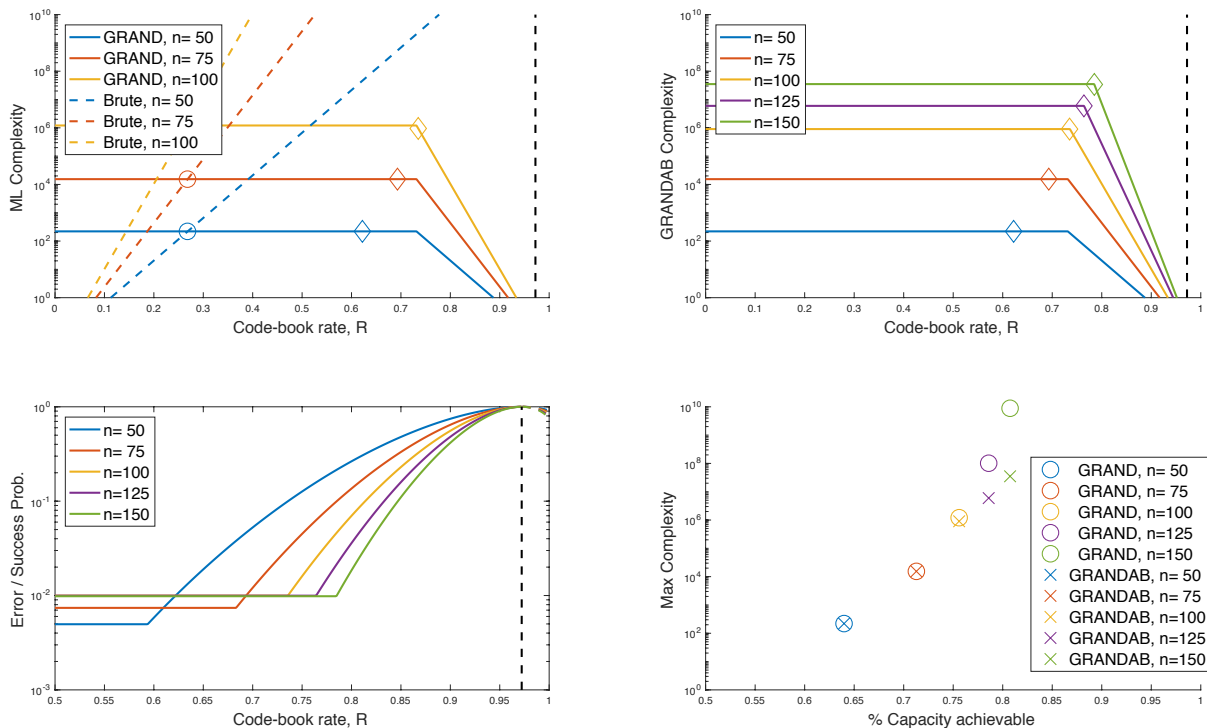 10^10
10^8
10^6
10^4
10^2
10^0
ML Complexity
GRAND, n= 50
GRAND, n= 75
GRAND, n=100
Brute, n= 50
Brute, n= 75
Brute, n=100
0 0.1 0.2 0.3 0.4 0.5 0.6 0.7 0.8 0.9 1
Code-book rate, R
10^10
10^8
10^6
10^4
10^2
10^0
GRANDAB Complexity
n= 50
n= 75
n=100
n=125
n=150
0 0.1 0.2 0.3 0.4 0.5 0.6 0.7 0.8 0.9 1
Code-book rate, R
10^0
10^-1
10^-2
10^-3
Error / Success Prob.
n= 50
n= 75
n=100
n=125
n=150
0.5 0.55 0.6 0.65 0.7 0.75 0.8 0.85 0.9 0.95 1
Code-book rate, R
10^10
10^8
10^6
10^4
10^2
10^0
Max Complexity
GRAND, n= 50
GRAND, n= 75
GRAND, n=100
GRAND, n=125
GRAND, n=150
GRANDAB, n= 50
GRANDAB, n= 75
GRANDAB, n=100
GRANDAB, n=125
GRANDAB, n=150
0.5 0.55 0.6 0.65 0.7 0.75 0.8 0.85 0.9 0.95 1
% Capacity achievable